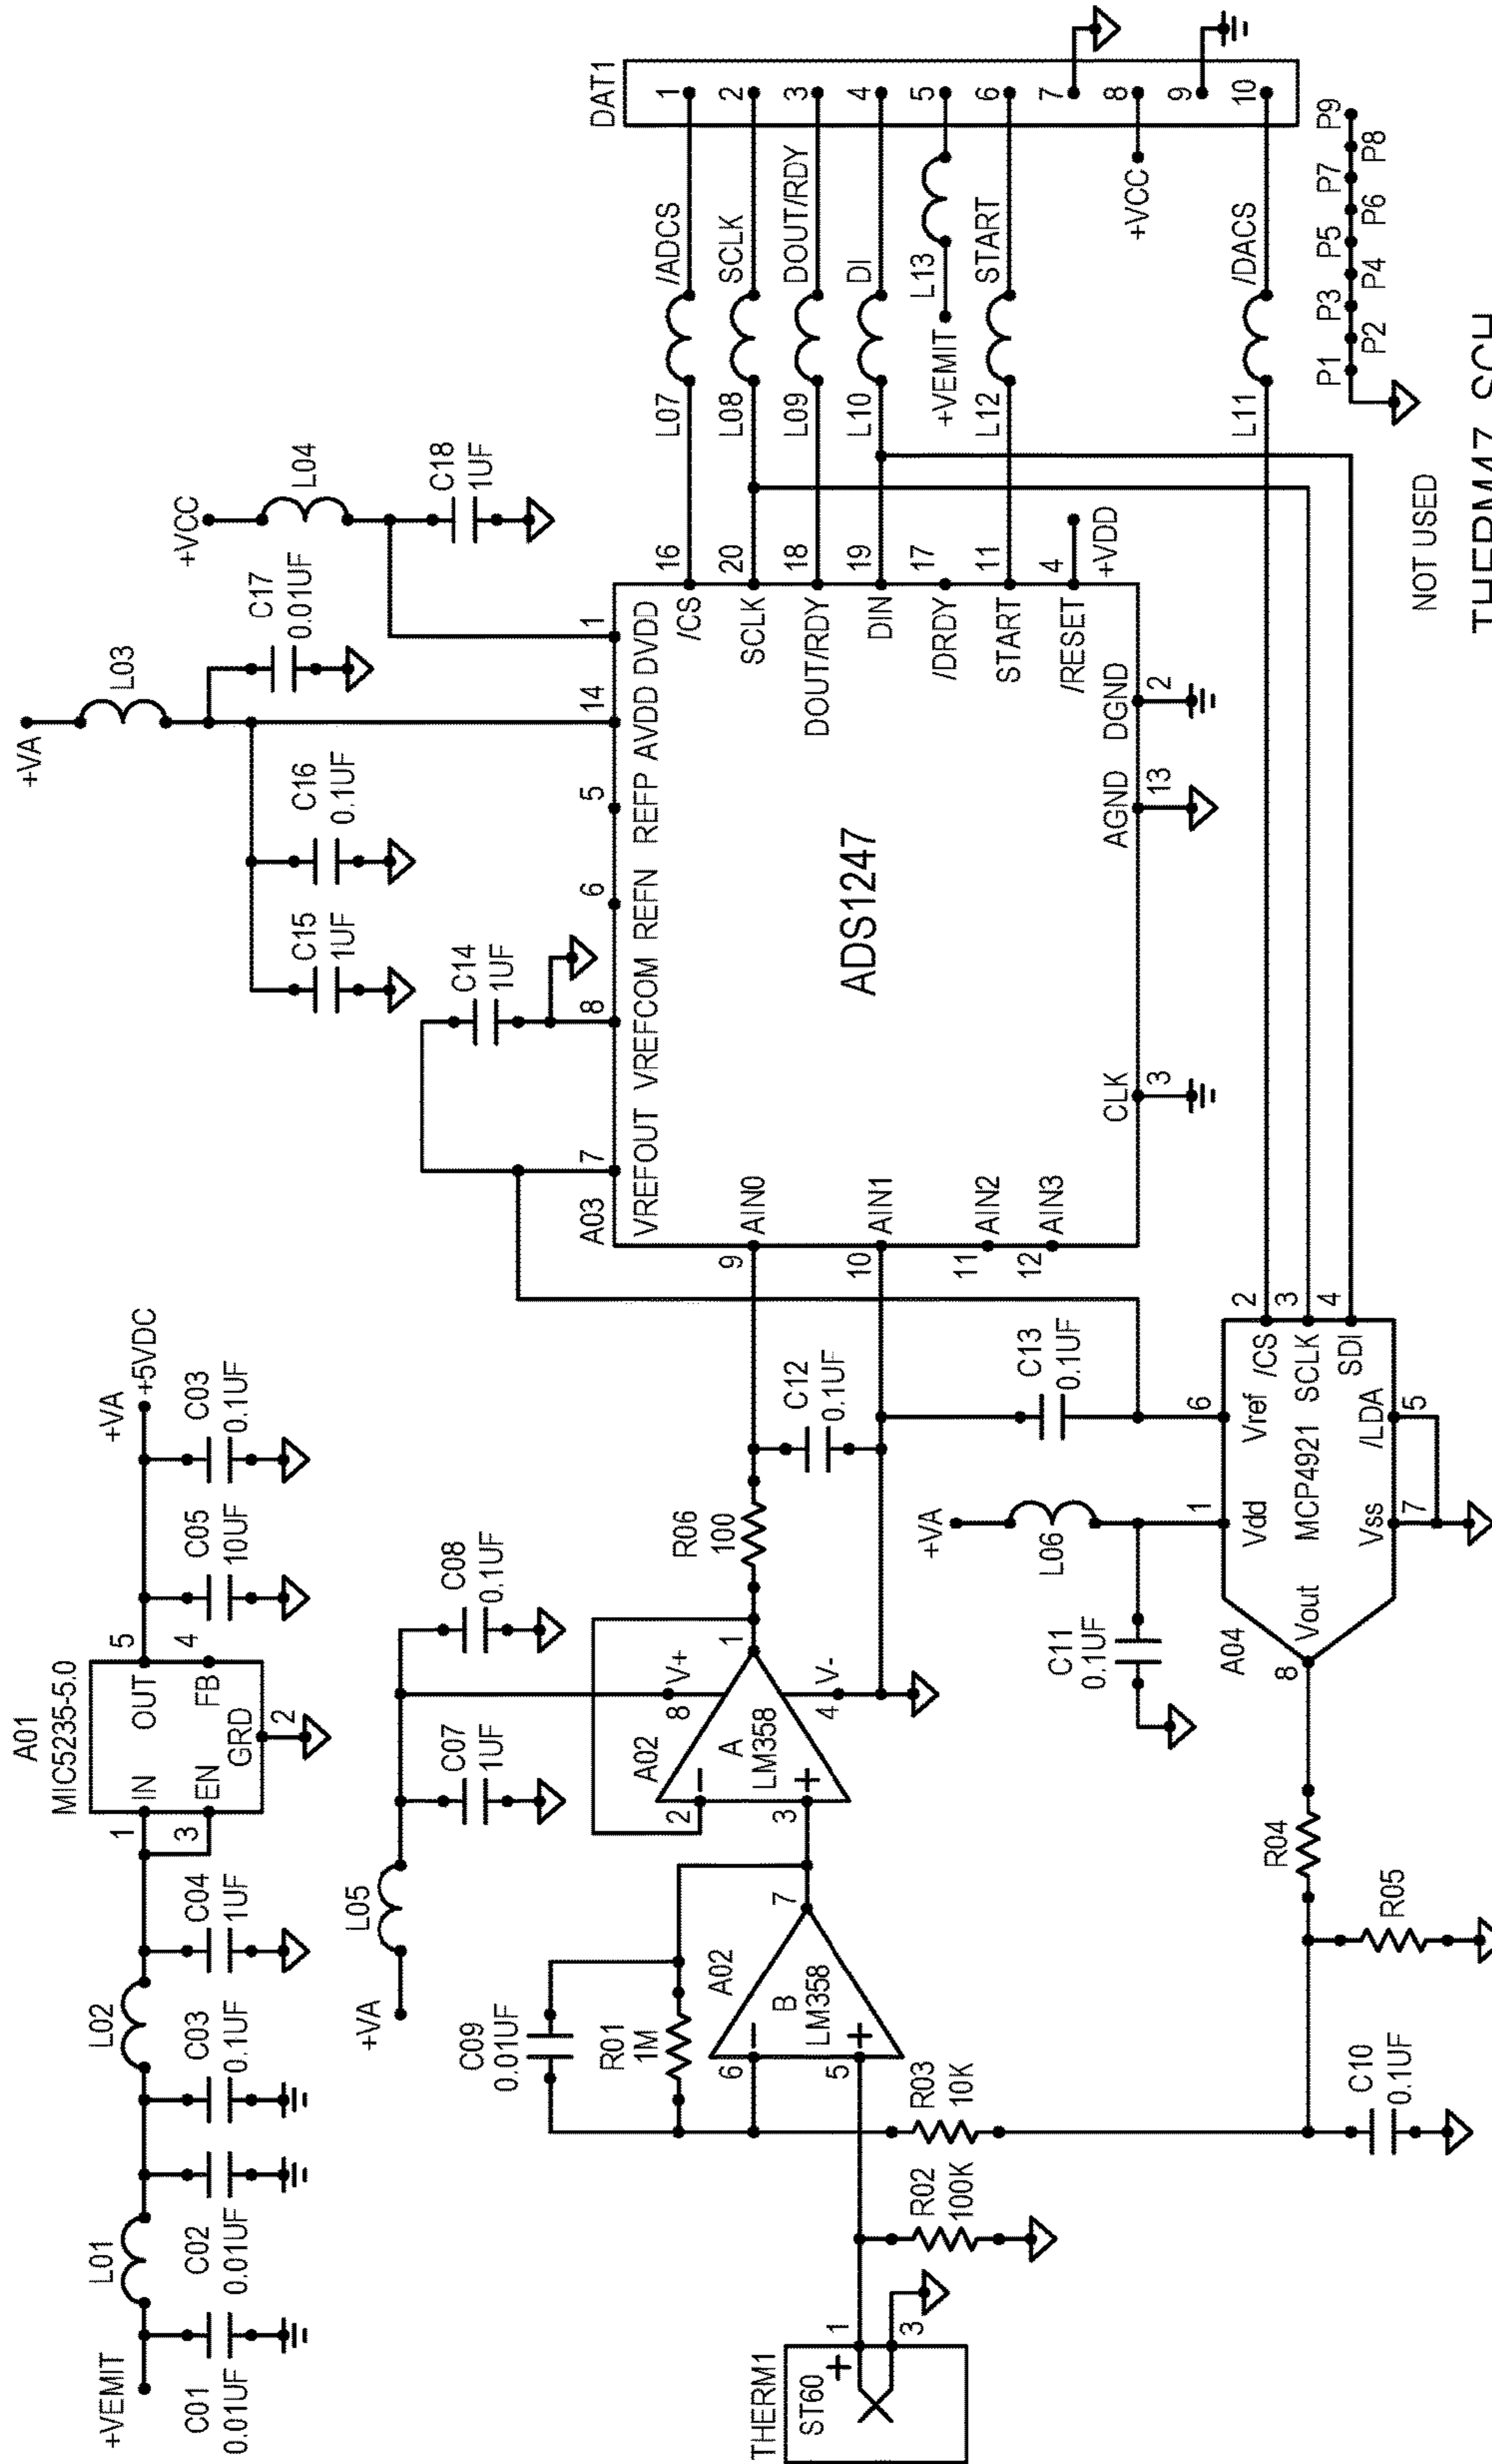 +VEMIT
C01
0.01UF
L01
C02
0.01UF
C03
0.1UF
L02
C04
1UF
A01
MIC5235-5.0
1
IN
OUT
5
3
EN
FB
4
GRD
2
C05
10UF
C03
0.1UF
+VA
+5VDC
+VA
L05
C07
1UF
C08
0.1UF
THERM1
ST60
+
1
3
R02
100K
R03
10K
C09
0.01UF
R01
1M
A02
B
LM358
6
5
7
−
+
A02
A
LM358
2
3
1
−
+
8
V+
4
V-
R06
100
C12
0.1UF
C13
0.1UF
+VA
L06
C11
0.1UF
C10
0.1UF
R05
R04
A04
8
Vout
1
Vdd
6
Vref
MCP4921
/CS
2
SCLK
3
SDI
4
Vss
7
/LDA
5
A03
ADS1247
7
VREFOUT
8
VREFCOM
6
REFN
5
REFP
14
AVDD
1
DVDD
9
AIN0
10
AIN1
11
AIN2
12
AIN3
CLK
3
AGND
13
DGND
2
16
/CS
20
SCLK
18
DOUT/RDY
19
DIN
17
/DRDY
11
START
4
/RESET
+VDD
C14
1UF
C15
1UF
C16
0.1UF
+VA
L03
C17
0.01UF
+VCC
L04
C18
1UF
L07
/ADCS
L08
SCLK
L09
DOUT/RDY
L10
DI
+VEMIT
L13
L12
START
+VCC
L11
/DACS
DAT1
1
2
3
4
5
6
7
8
9
10
P1
P2
P3
P4
P5
P6
P7
P8
P9
NOT USED